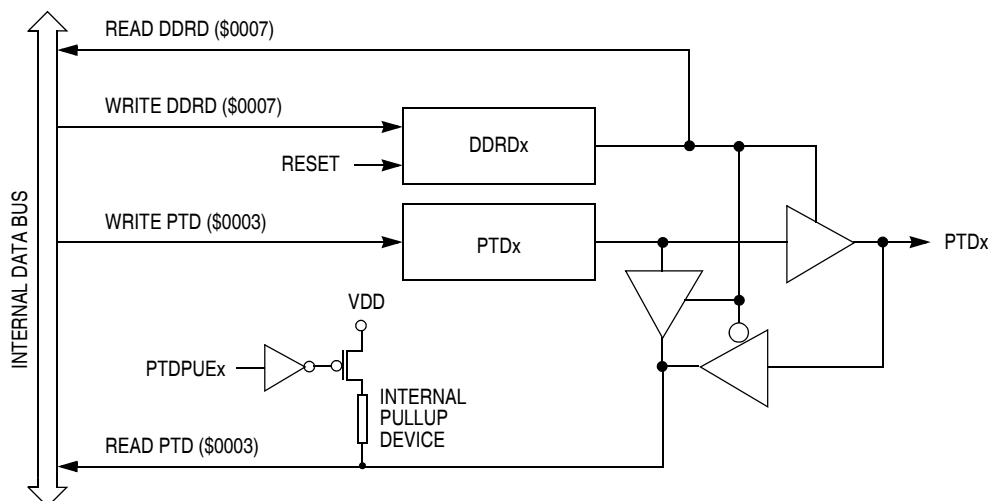 READ DDRD ($0007)
WRITE DDRD ($0007)
DDRDx
RESET
WRITE PTD ($0003)
PTDx
PTDx
INTERNAL DATA BUS
VDD
PTDPUEx
INTERNAL
PULLUP
DEVICE
READ PTD ($0003)